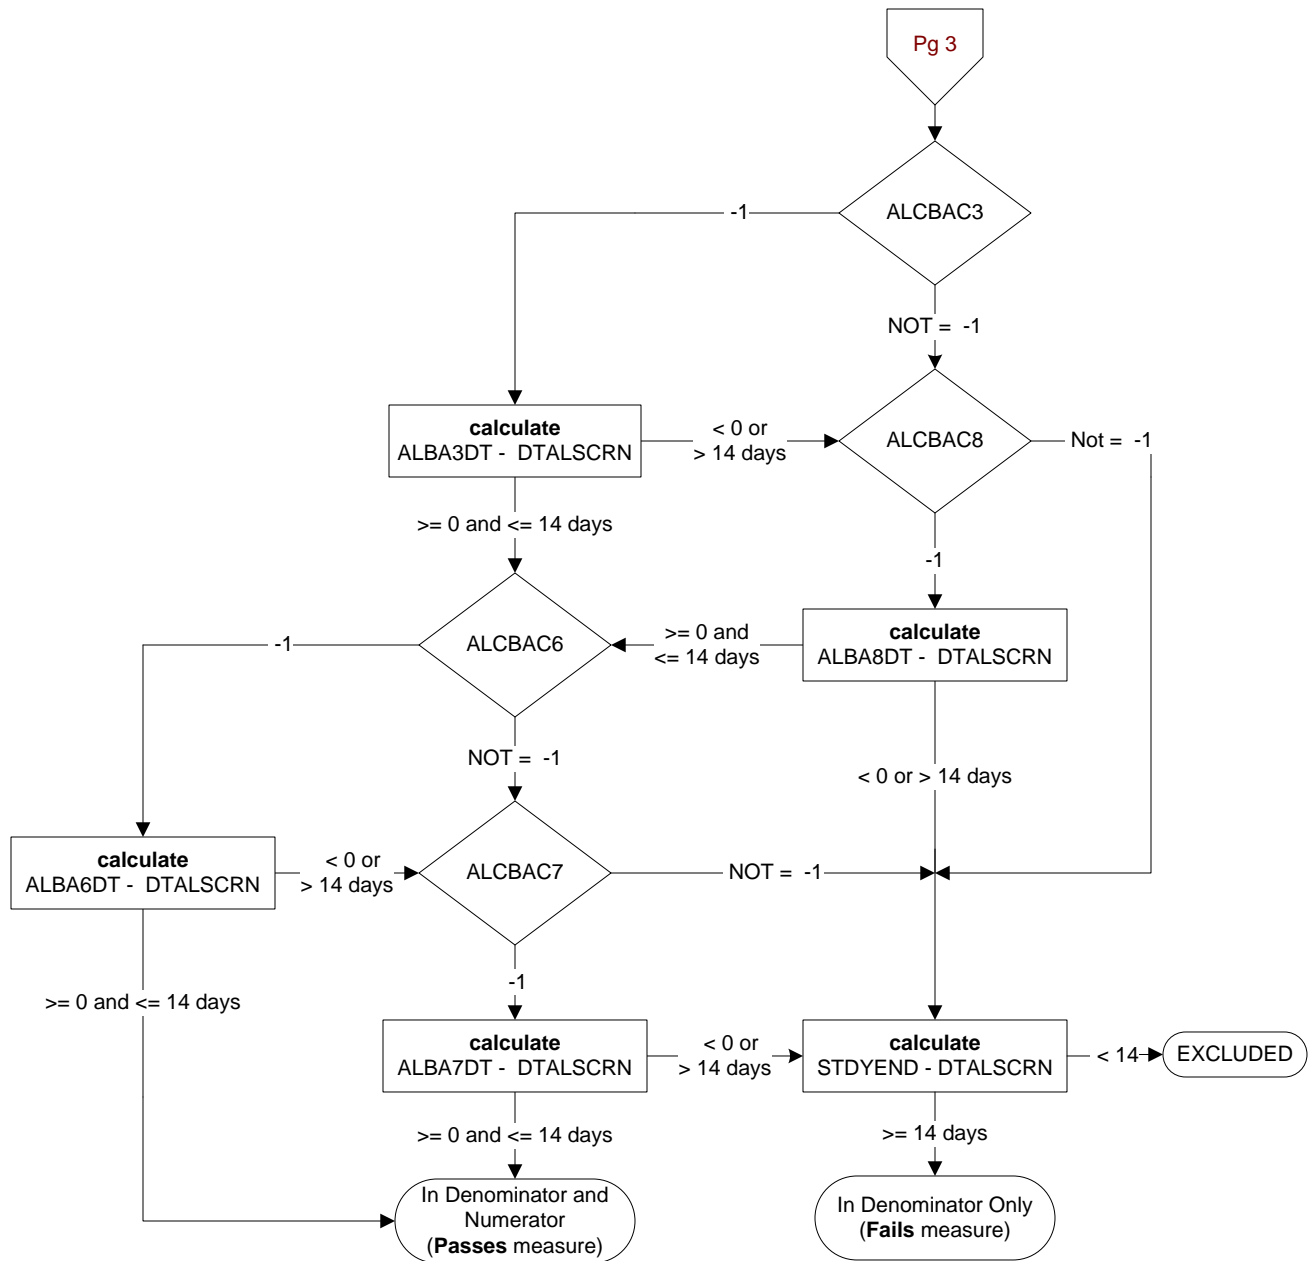 Pg 3
ALCBAC3
-1
NOT = -1
calculate
ALBA3DT - DTALSCRN
< 0 or
> 14 days
ALCBAC8
Not = -1
>= 0 and <= 14 days
-1
ALCBAC6
-1
>= 0 and
<= 14 days
calculate
ALBA8DT - DTALSCRN
NOT = -1
< 0 or > 14 days
calculate
ALBA6DT - DTALSCRN
< 0 or
> 14 days
ALCBAC7
NOT = -1
>= 0 and <= 14 days
-1
calculate
ALBA7DT - DTALSCRN
< 0 or
> 14 days
calculate
STDYEND - DTALSCRN
< 14
EXCLUDED
>= 0 and <= 14 days
>= 14 days
In Denominator and
Numerator
(Passes measure)
In Denominator Only
(Fails measure)